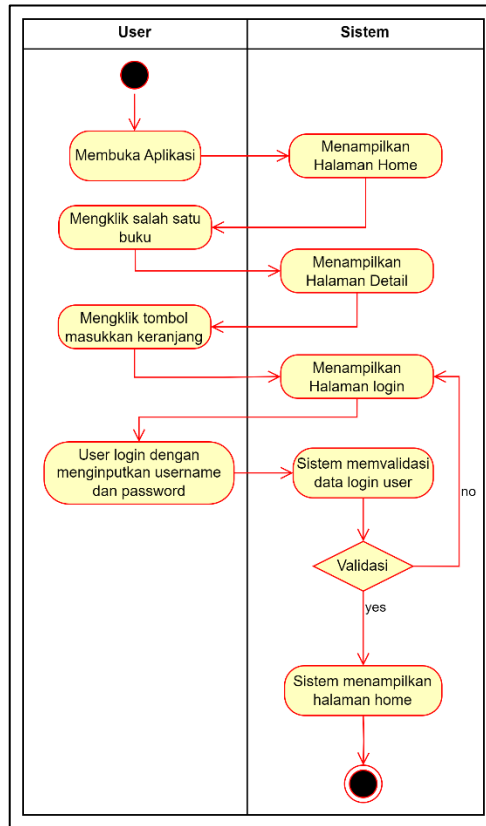 User
Sistem
Membuka Aplikasi
Menampilkan
Halaman Home
Mengklik salah satu
buku
Menampilkan
Halaman Detail
Mengklik tombol
masukkan keranjang
Menampilkan
Halaman login
User login dengan
menginputkan username
dan password
Sistem memvalidasi
data login user
no
Validasi
yes
Sistem menampilkan
halaman home